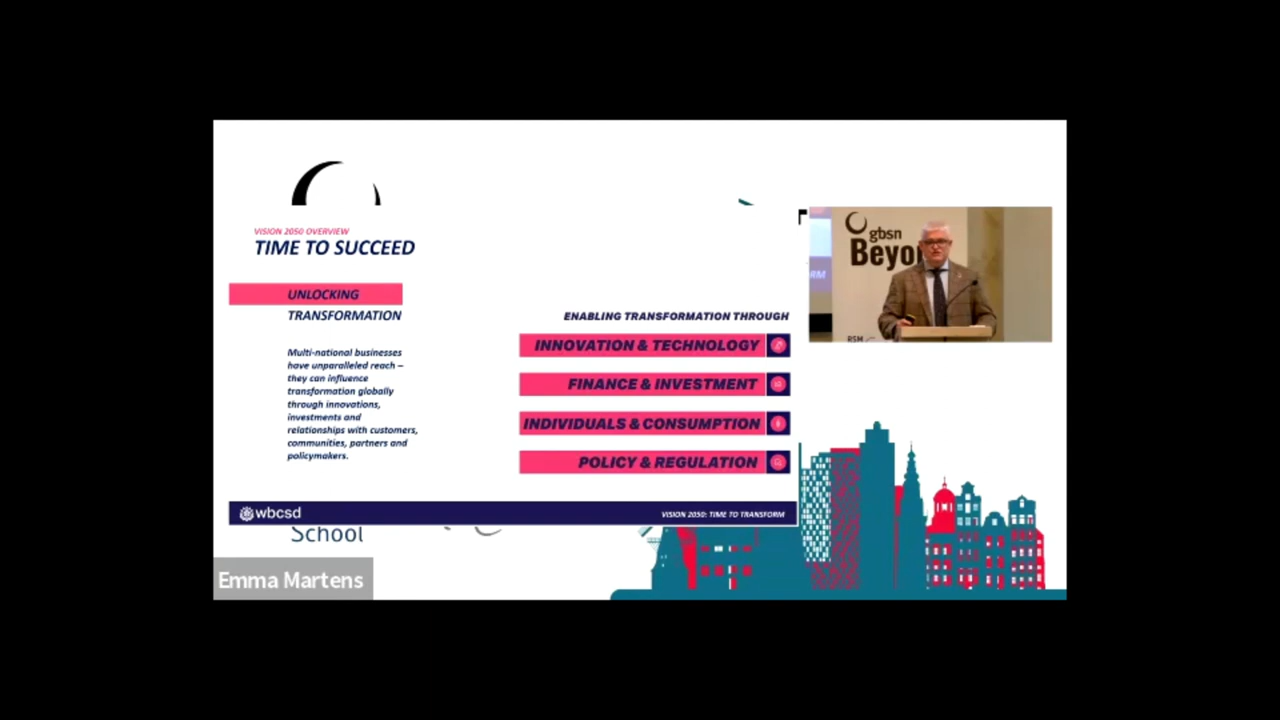 VISION 2050 OVERVIEW
TIME TO SUCCEED
UNLOCKING
TRANSFORMATION
Multi-national businesses
have unparalleled reach –
they can influence
transformation globally
through innovations,
investments and
relationships with customers,
communities, partners and
policymakers.
ENABLING TRANSFORMATION THROUGH
INNOVATION & TECHNOLOGY
FINANCE & INVESTMENT
INDIVIDUALS & CONSUMPTION
POLICY & REGULATION
wbcsd
VISION 2050: TIME TO TRANSFORM
gbsn
Beyo
RM
RSM
School
Emma Martens